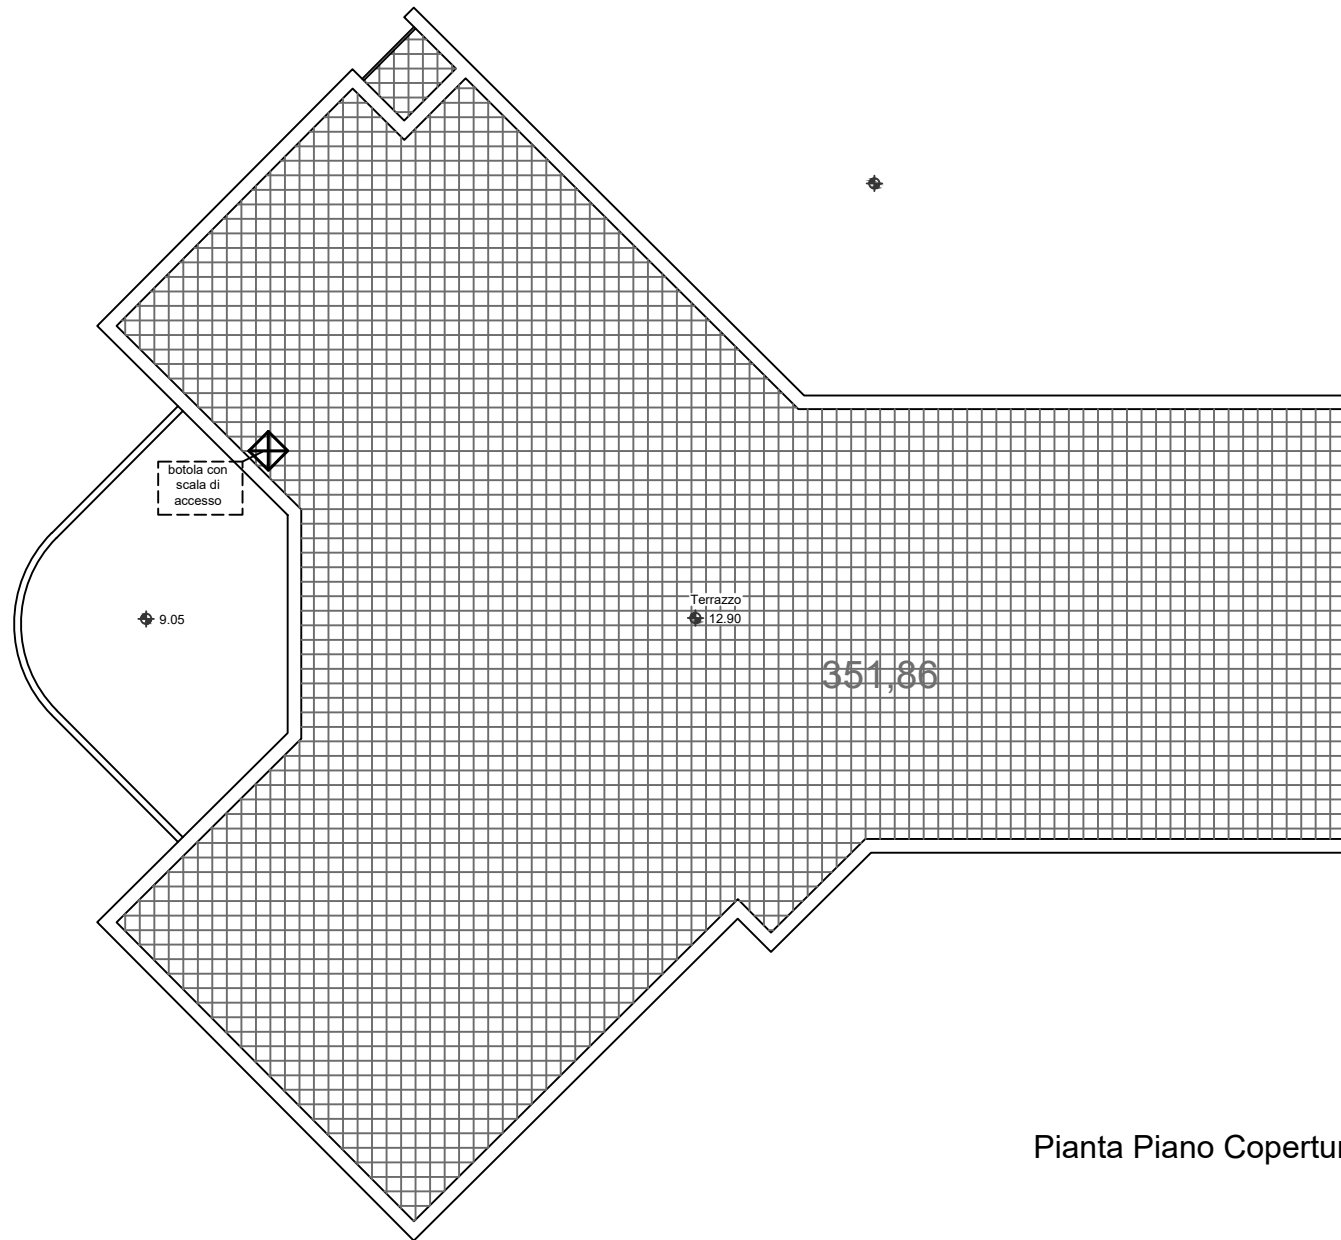 botola con
scala di
accesso
9.05
Terrazzo
12.90
351,86
Pianta Piano Copertur